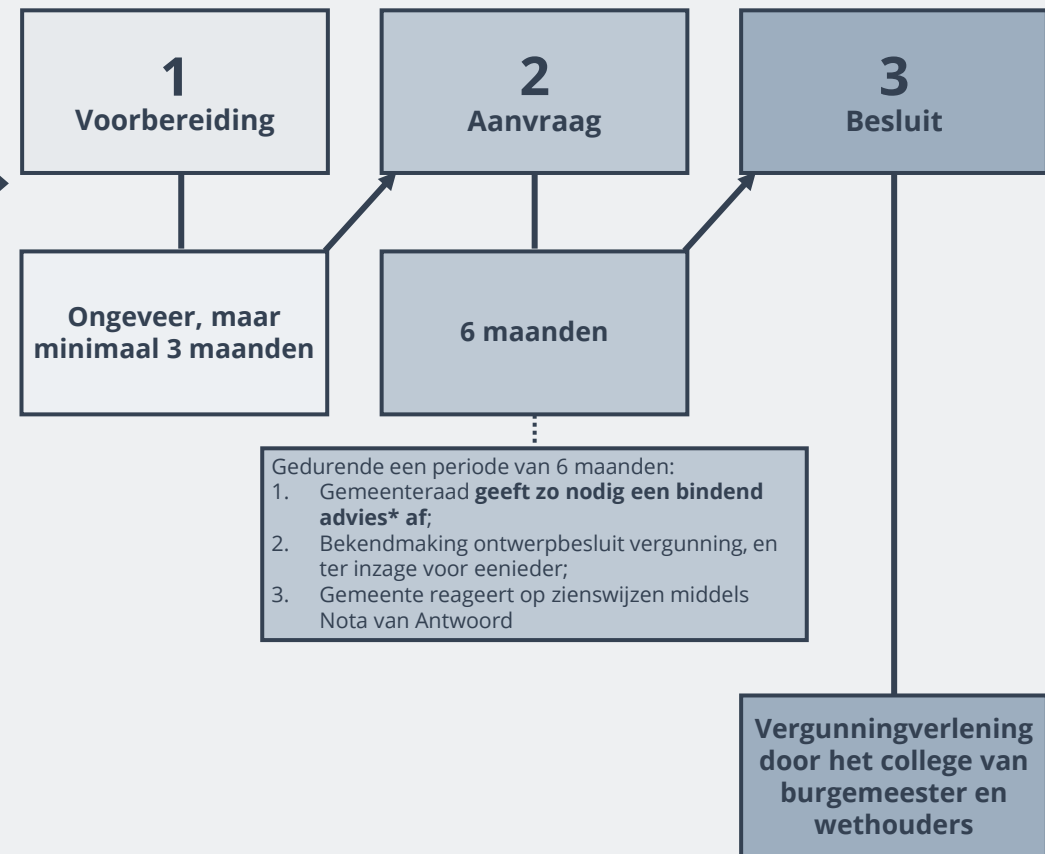 1
Voorbereiding
2
Aanvraag
3
Besluit
Ongeveer, maar
minimaal 3 maanden
6 maanden
Gedurende een periode van 6 maanden:
1. Gemeenteraad geeft zo nodig een bindend
advies* af;
2. Bekendmaking ontwerpbesluit vergunning, en
ter inzage voor eenieder;
3. Gemeente reageert op zienswijzen middels
Nota van Antwoord
Vergunningverlening
door het college van
burgemeester en
wethouders